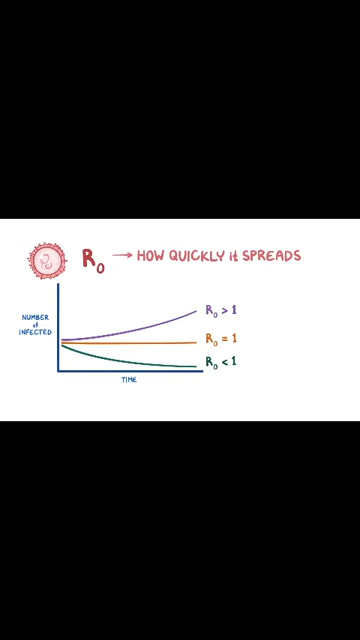 R₀ → HOW QUICKLY it SPREADS
NUMBER
of
INFECTED
R₀ > 1
R₀ = 1
R₀ < 1
TIME